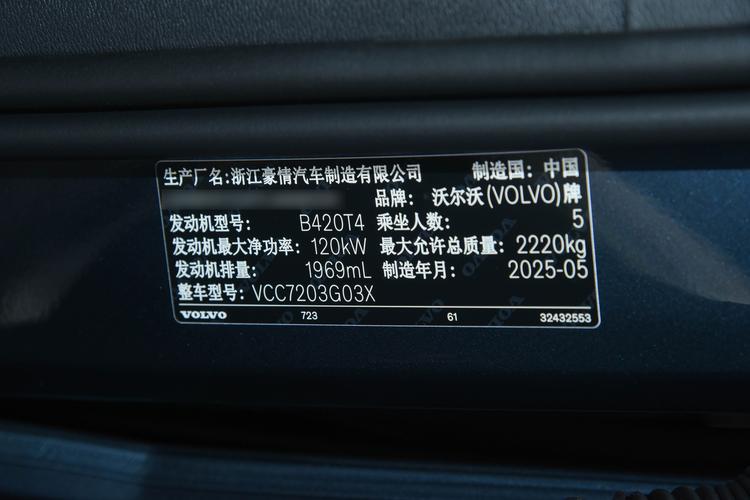 生产厂名:浙江豪情汽车制造有限公司 制造国: 中国
品牌: 沃尔沃(VOLVO)牌
发动机型号: B420T4 乘坐人数: 5
发动机最大净功率: 120kW 最大允许总质量: 2220kg
发动机排量: 1969mL 制造年月: 2025-05
整车型号: VCC7203G03X
VOLVO 723 61 32432553